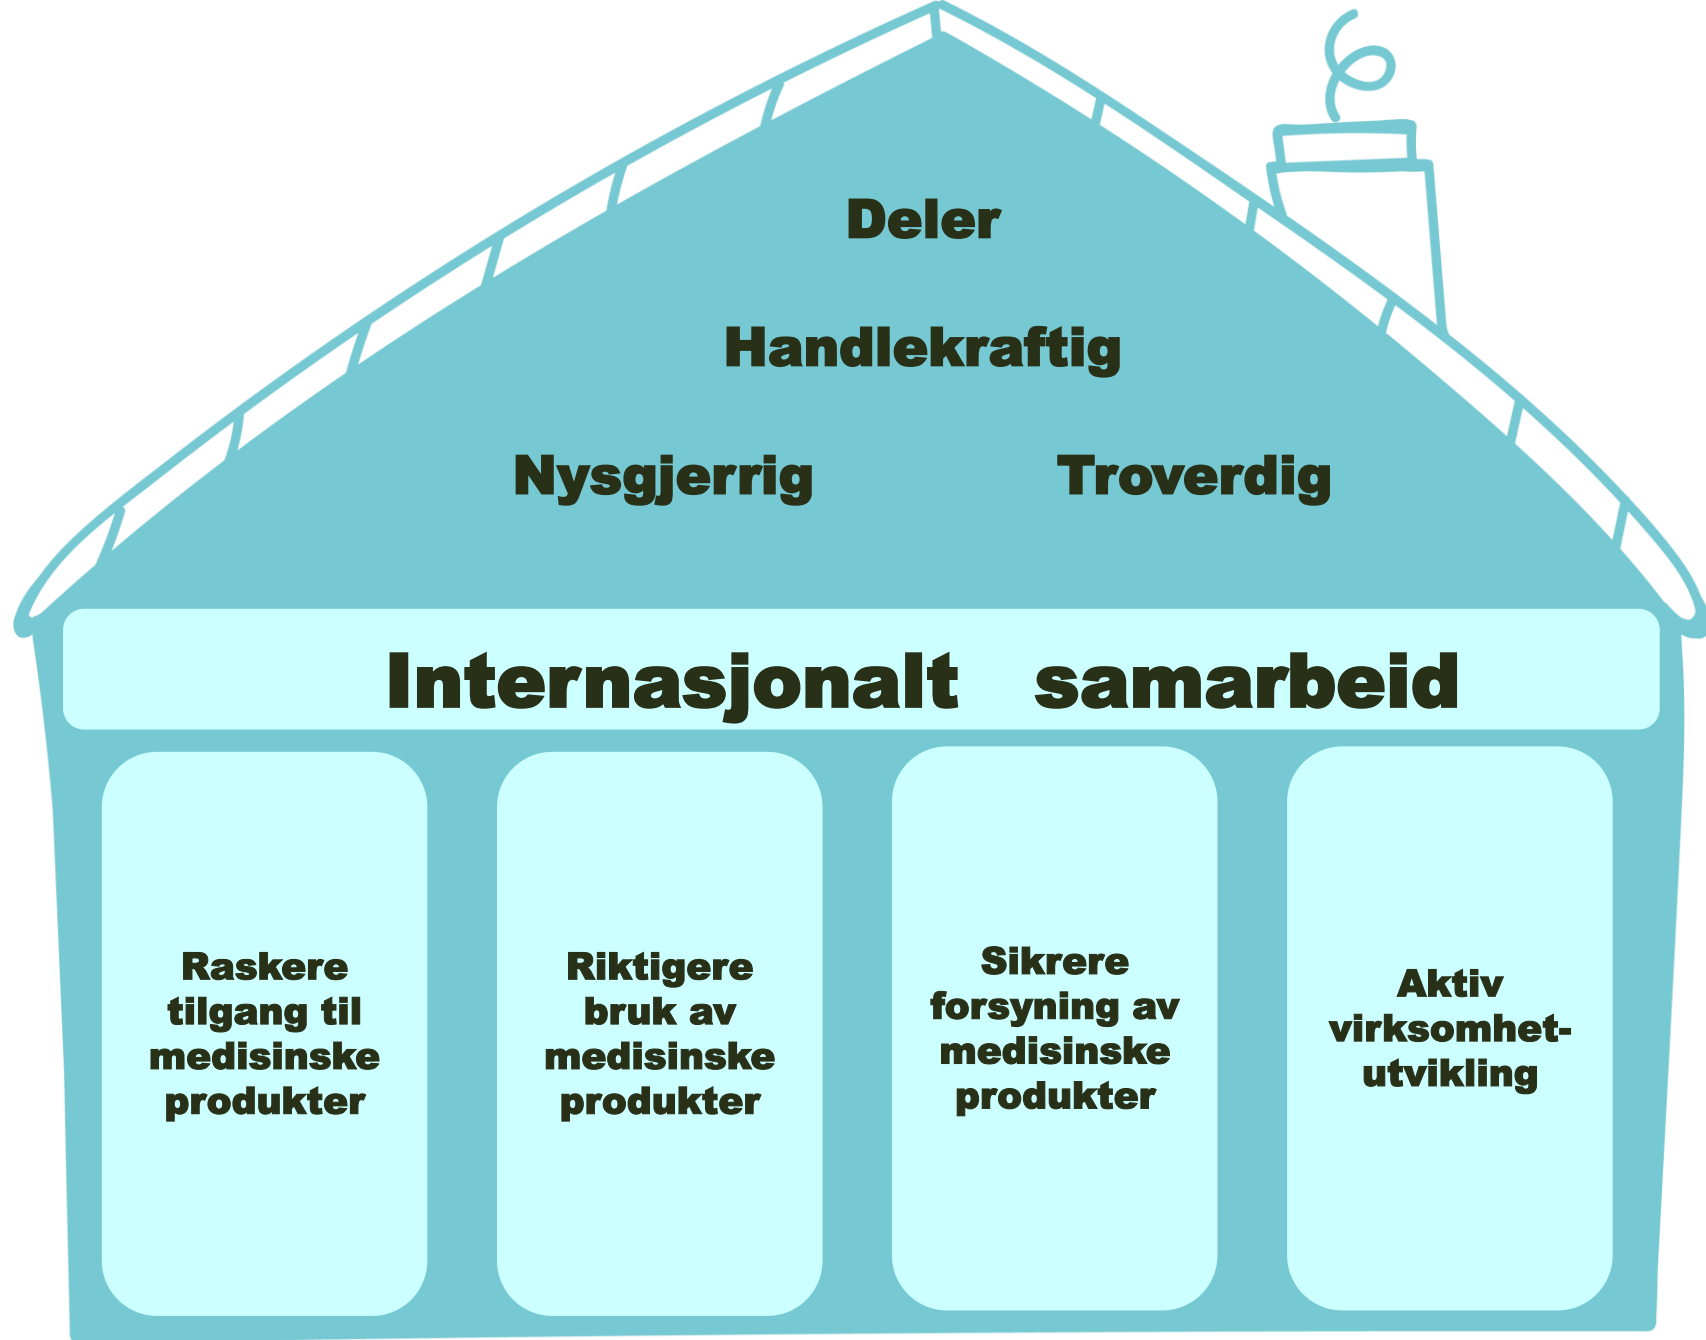 Deler
Handlekraftig
Nysgjerrig Troverdig
Internasjonalt samarbeid
Raskere
tilgang til
medisinske
produkter
Riktigere
bruk av
medisinske
produkter
Sikrere
forsyning av
medisinske
produkter
Aktiv
virksomhet-
utvikling